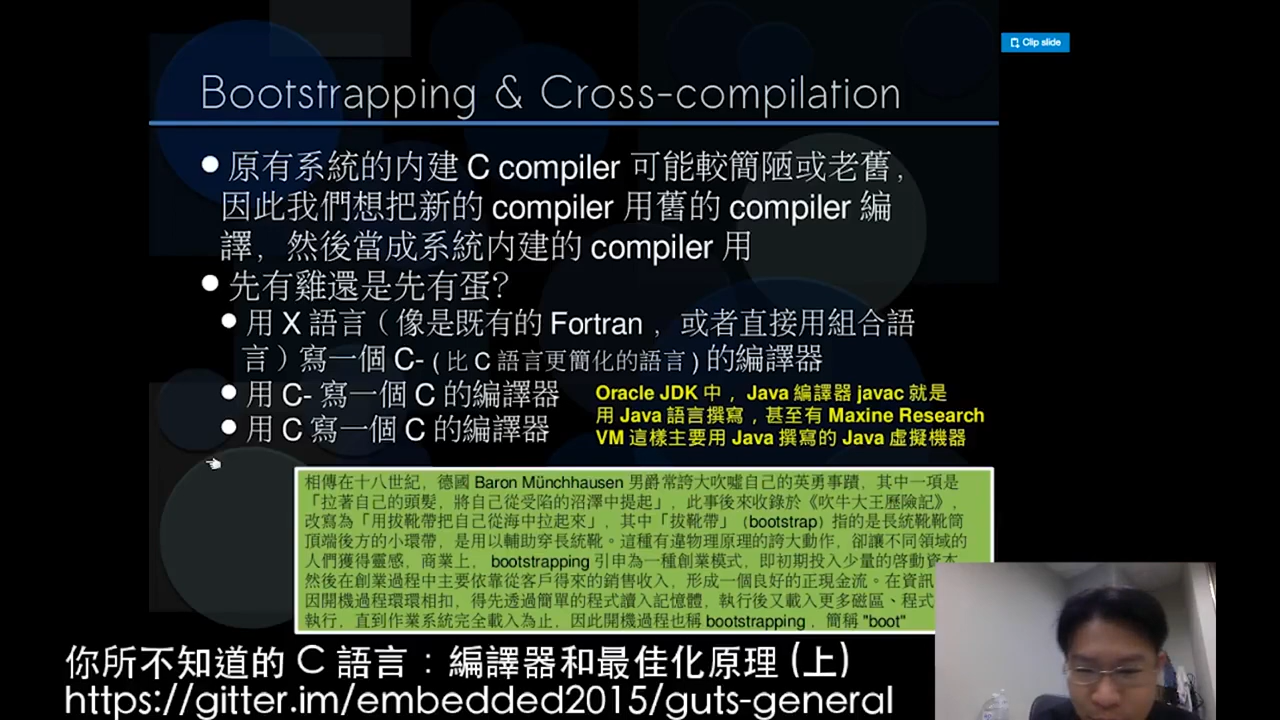 Clip slide
Bootstrapping & Cross-compilation
● 原有系統的內建 C compiler 可能較簡陋或老舊,
因此我們想把新的 compiler 用舊的 compiler 編
譯, 然後當成系統內建的 compiler 用
● 先有雞還是先有蛋?
● 用 X 語言(像是既有的 Fortran ,或者直接用組合語
言)寫一個 C- (比 C 語言更簡化的語言)的編譯器
● 用 C- 寫一個 C 的編譯器
● 用 C 寫一個 C 的編譯器
Oracle JDK 中, Java 編譯器 javac 就是
用 Java 語言撰寫,甚至有 Maxine Research
VM 這樣主要用 Java 撰寫的 Java 虛擬機器
相傳在十八世紀, 德國 Baron Münchhausen 男爵常誇大吹噓自己的英勇事蹟, 其中一項是
「拉著自己的頭髮, 將自己從受陷的沼澤中提起」, 此事後來收錄於《吹牛大王歷險記》,
改寫為「用拔靴帶把自己從海中拉起來」, 其中「拔靴帶」(bootstrap) 指的是長統靴靴筒
頂端後方的小環帶, 是用以輔助穿長統靴。這種有違物理原理的誇大動作, 卻讓不同領域的
人們獲得靈感, 商業上, bootstrapping 引申為一種創業模式, 即初期投入少量的啓動資本,
然後在創業過程中主要依靠從客戶得來的銷售收入, 形成一個良好的正現金流。在資訊
因開機過程環環相扣, 得先透過簡單的程式讀入記憶體, 執行後又載入更多磁區、程式
執行, 直到作業系統完全載入為止, 因此開機過程也稱 bootstrapping , 簡稱 "boot"
你所不知道的 C 語言:編譯器和最佳化原理 (上)
https://gitter.im/embedded2015/guts-general